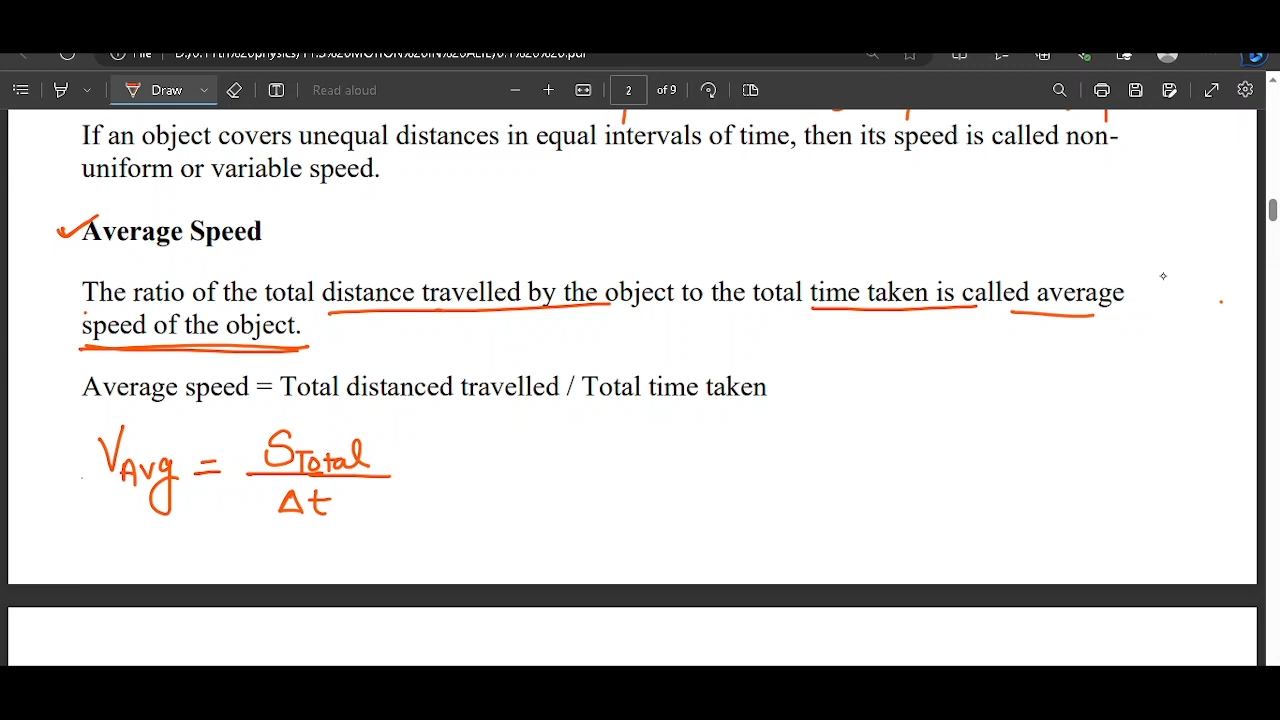 Draw
Read aloud
2
of 9
If an object covers unequal distances in equal intervals of time, then its speed is called non-
uniform or variable speed.
Average Speed
The ratio of the total distance travelled by the object to the total time taken is called average
speed of the object.
Average speed = Total distanced travelled / Total time taken
VAvg = STotal
Δt